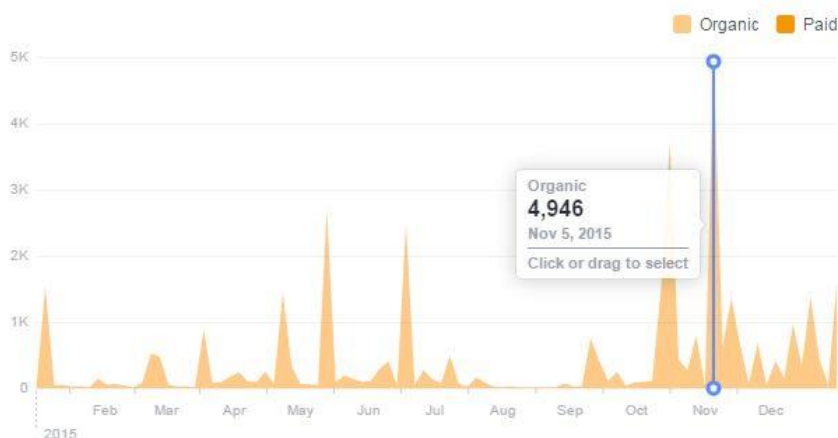 Organic Paid
5K
4K
3K
2K
1K
0
Organic
4,946
Nov 5, 2015
Click or drag to select
Feb Mar Apr May Jun Jul Aug Sep Oct Nov Dec
2015